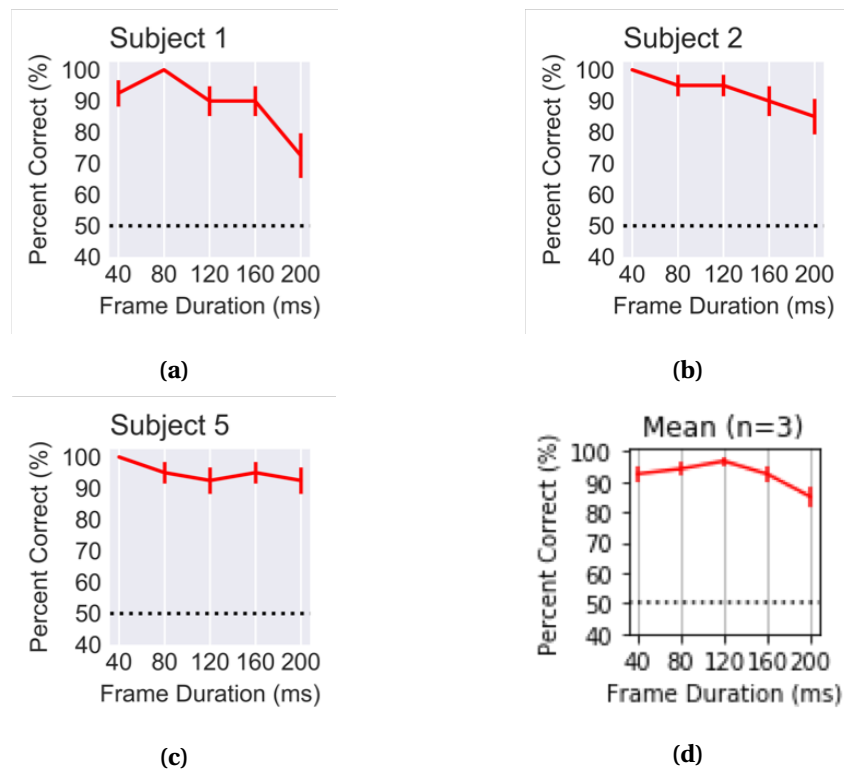 Subject 1
Percent Correct (%)
100
90
80
70
60
50
40
40 80 120 160 200
Frame Duration (ms)
(a)
Subject 2
Percent Correct (%)
100
90
80
70
60
50
40
40 80 120 160 200
Frame Duration (ms)
(b)
Subject 5
Percent Correct (%)
100
90
80
70
60
50
40
40 80 120 160 200
Frame Duration (ms)
(c)
Mean (n=3)
Percent Correct (%)
100
90
80
70
60
50
40
40 80 120 160 200
Frame Duration (ms)
(d)